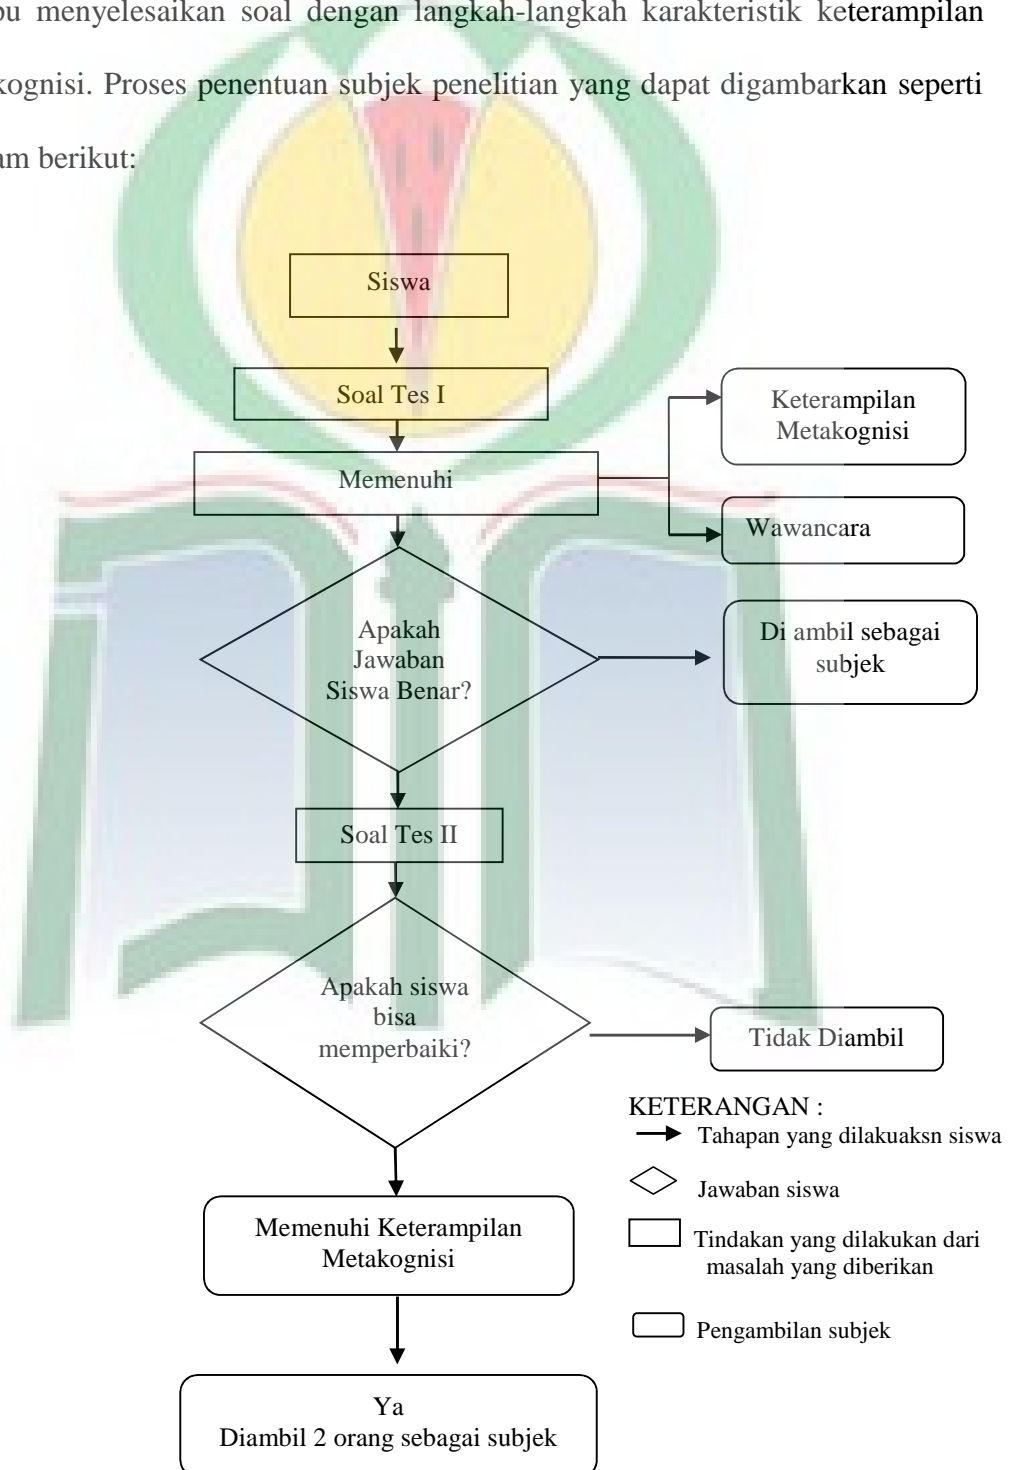 menyelesaikan soal dengan langkah-langkah karakteristik keterampilan
Proses penentuan subjek penelitian yang dapat digambarkan seperti
berikut:
Siswa
Soal Tes I
Keterampilan
Metakognisi
Memenuhi
Wawancara
Apakah
Jawaban
Siswa Benar?
Di ambil sebagai
subjek
Soal Tes II
Apakah siswa
bisa
memperbaiki?
Tidak Diambil
KETERANGAN :
Tahapan yang dilakuaksn siswa
Jawaban siswa
Tindakan yang dilakukan dari
masalah yang diberikan
Pengambilan subjek
Memenuhi Keterampilan
Metakognisi
Ya
Diambil 2 orang sebagai subjek